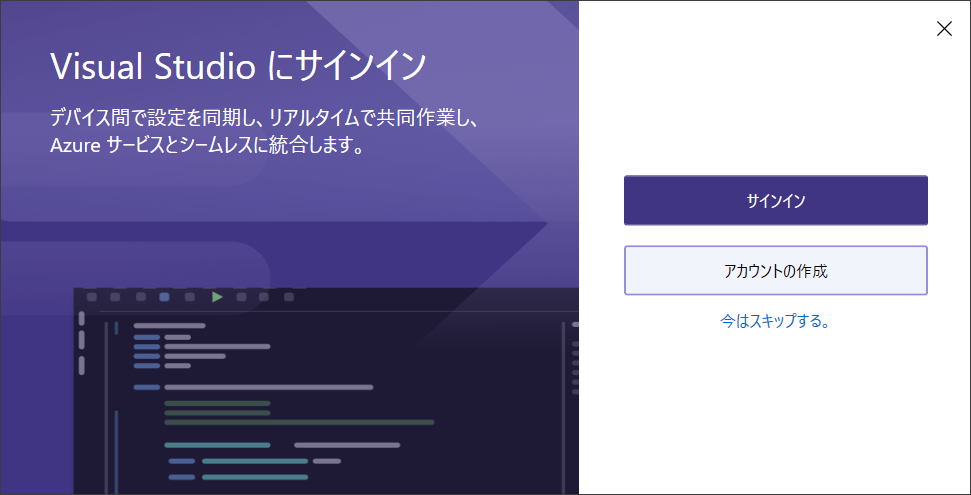 Visual Studio にサインイン
デバイス間で設定を同期し、リアルタイムで共同作業し、
Azure サービスとシームレスに統合します。
サインイン
アカウントの作成
今はスキップする。